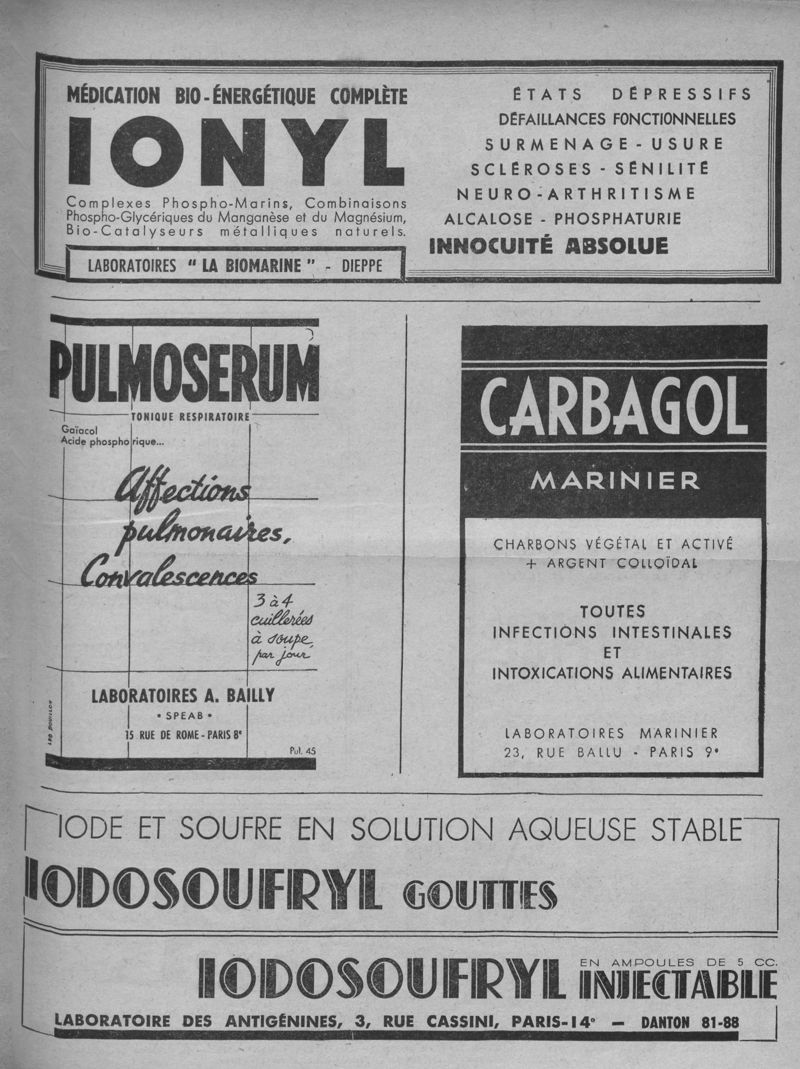 MÉDICATION BIO-ÉNERGÉTIQUE COMPLÈTE
IONYL
Complexes Phospho-Marins, Combinaisons
Phospho-Glycériques du Manganèse et du Magnésium,
Bio-Catalyseurs métalliques naturels.
LABORATOIRES "LA BIOMARINE" - DIEPPE
ÉTATS DÉPRESSIFS
DÉFAILLANCES FONCTIONNELLES
SURMENAGE - USURE
SCLÉROSES - SÉNILITÉ
NEURO-ARTHRITISME
ALCALOSE - PHOSPHATURIE
INNOCUITÉ ABSOLUE
PULMOSERUM
TONIQUE RESPIRATOIRE
Gaïacol
Acide phosphorique...
Affections
pulmonaires,
Convalescences
3 à 4
cuillerées
à soupe
par jour
LABORATOIRES A. BAILLY
• SPEAB •
15 RUE DE ROME - PARIS 8e
Pul. 45
LEO BOUILLON
CARBAGOL
MARINIER
CHARBONS VÉGÉTAL ET ACTIVÉ
+ ARGENT COLLOÏDAL
TOUTES
INFECTIONS INTESTINALES
ET
INTOXICATIONS ALIMENTAIRES
LABORATOIRES MARINIER
23, RUE BALLU - PARIS 9e
IODE ET SOUFRE EN SOLUTION AQUEUSE STABLE
IODOSOUFRYL GOUTTES
IODOSOUFRYL EN AMPOULES DE 5 CC.
INJECTABLE
LABORATOIRE DES ANTIGÉNINES, 3, RUE CASSINI, PARIS-14e — DANTON 81-88